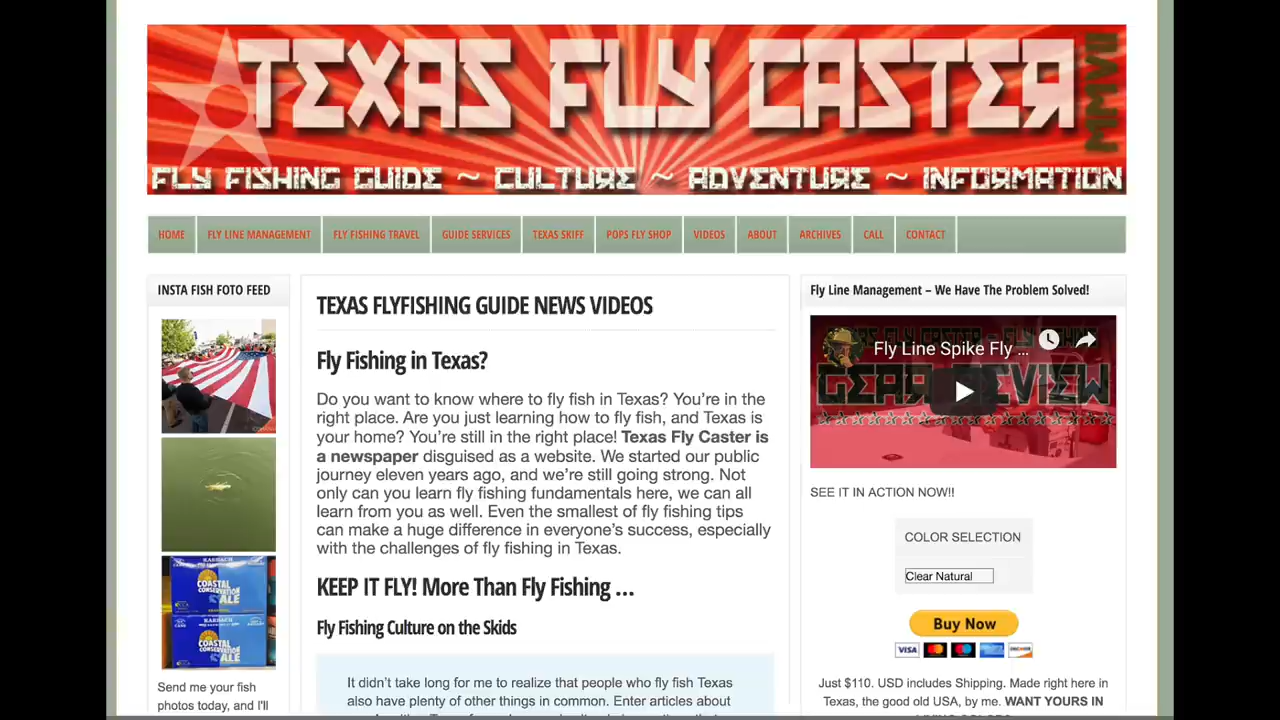 TEXAS FLY CASTER
MMVII
FLY FISHING GUIDE ~ CULTURE ~ ADVENTURE ~ INFORMATION
HOME FLY LINE MANAGEMENT FLY FISHING TRAVEL GUIDE SERVICES TEXAS SKIFF POPS FLY SHOP VIDEOS ABOUT ARCHIVES CALL CONTACT
INSTA FISH FOTO FEED
KARBACH
COASTAL
CONSERVATION
ALE
KARBACH
COASTAL
CONSERVATION
ALE
Send me your fish
photos today, and I'll
TEXAS FLYFISHING GUIDE NEWS VIDEOS
Fly Fishing in Texas?
Do you want to know where to fly fish in Texas? You’re in the
right place. Are you just learning how to fly fish, and Texas is
your home? You’re still in the right place! Texas Fly Caster is
a newspaper disguised as a website. We started our public
journey eleven years ago, and we’re still going strong. Not
only can you learn fly fishing fundamentals here, we can all
learn from you as well. Even the smallest of fly fishing tips
can make a huge difference in everyone’s success, especially
with the challenges of fly fishing in Texas.
KEEP IT FLY! More Than Fly Fishing …
Fly Fishing Culture on the Skids
It didn’t take long for me to realize that people who fly fish Texas
also have plenty of other things in common. Enter articles about
Fly Line Management – We Have The Problem Solved!
Fly Line Spike Fly ...
GEAR REVIEW
SEE IT IN ACTION NOW!!
COLOR SELECTION
Clear Natural
Buy Now
VISA
Just $110. USD includes Shipping. Made right here in
Texas, the good old USA, by me. WANT YOURS IN